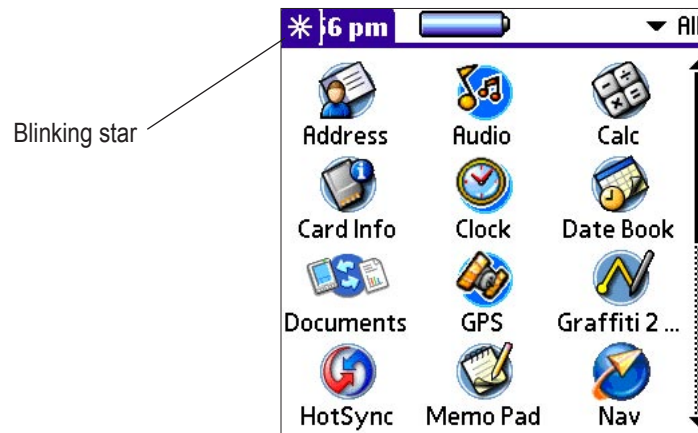 6 pm All
Blinking star
Address Audio Calc
Card Info Clock Date Book
Documents GPS Graffiti 2 ...
HotSync Memo Pad Nav